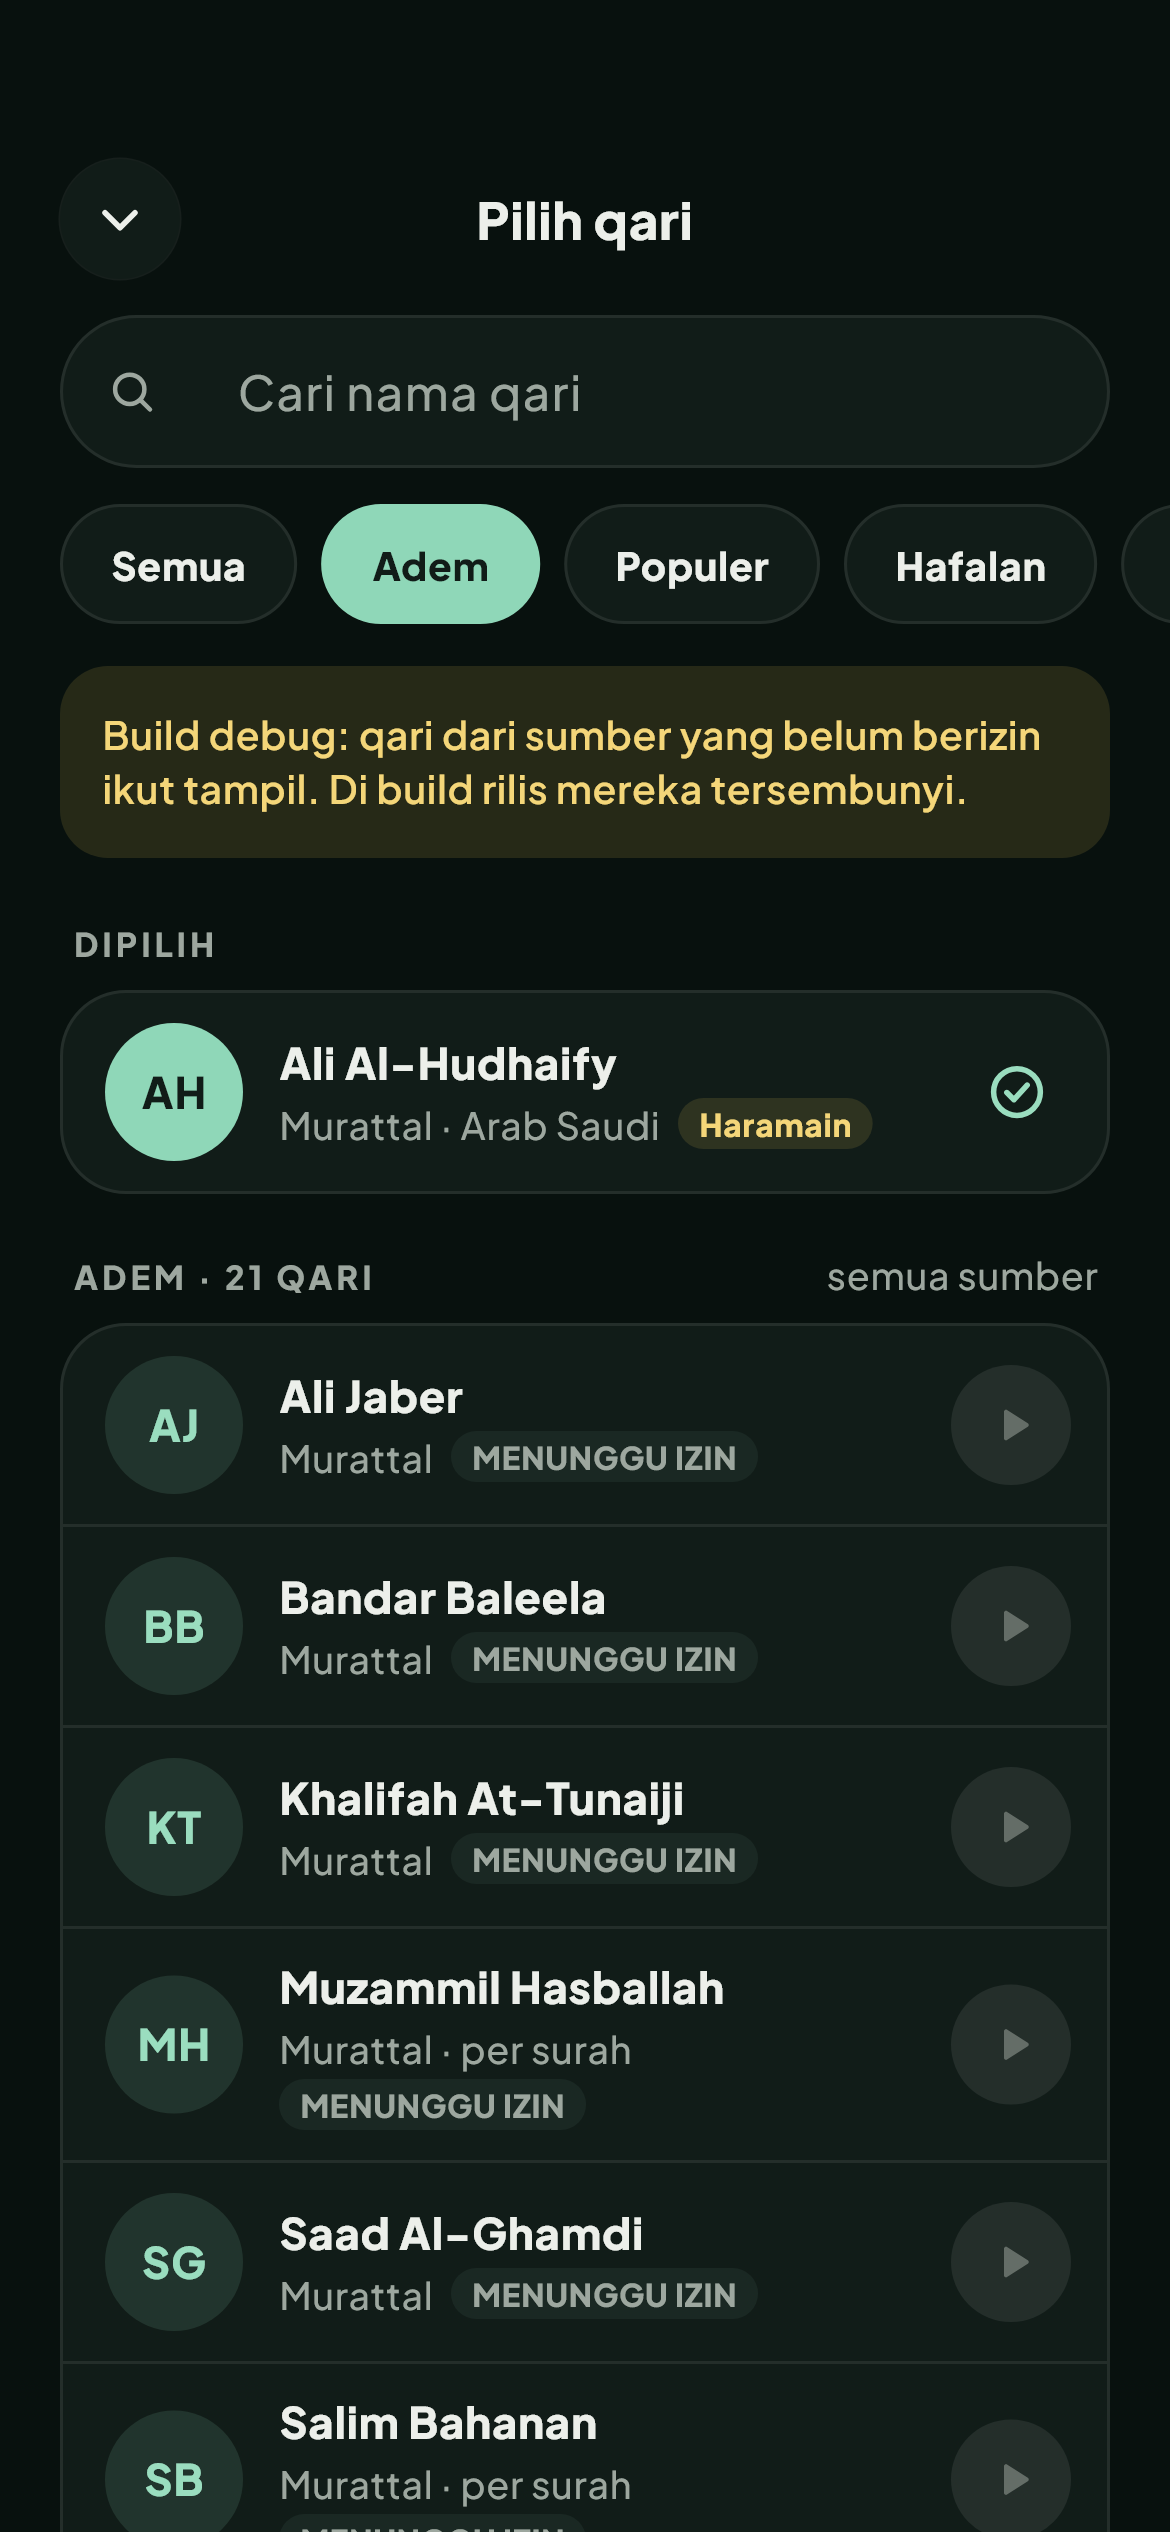 Pilih qari
Cari nama qari
Semua
Adem
Populer
Hafalan
Build debug: qari dari sumber yang belum berizin
ikut tampil. Di build rilis mereka tersembunyi.
DIPILIH
AH
Ali Al-Hudhaify
Murattal · Arab Saudi Haramain
ADEM · 21 QARI
semua sumber
AJ
Ali Jaber
Murattal MENUNGGU IZIN
BB
Bandar Baleela
Murattal MENUNGGU IZIN
KT
Khalifah At-Tunaiji
Murattal MENUNGGU IZIN
MH
Muzammil Hasballah
Murattal · per surah
MENUNGGU IZIN
SG
Saad Al-Ghamdi
Murattal MENUNGGU IZIN
SB
Salim Bahanan
Murattal · per surah
MENUNGGU IZIN